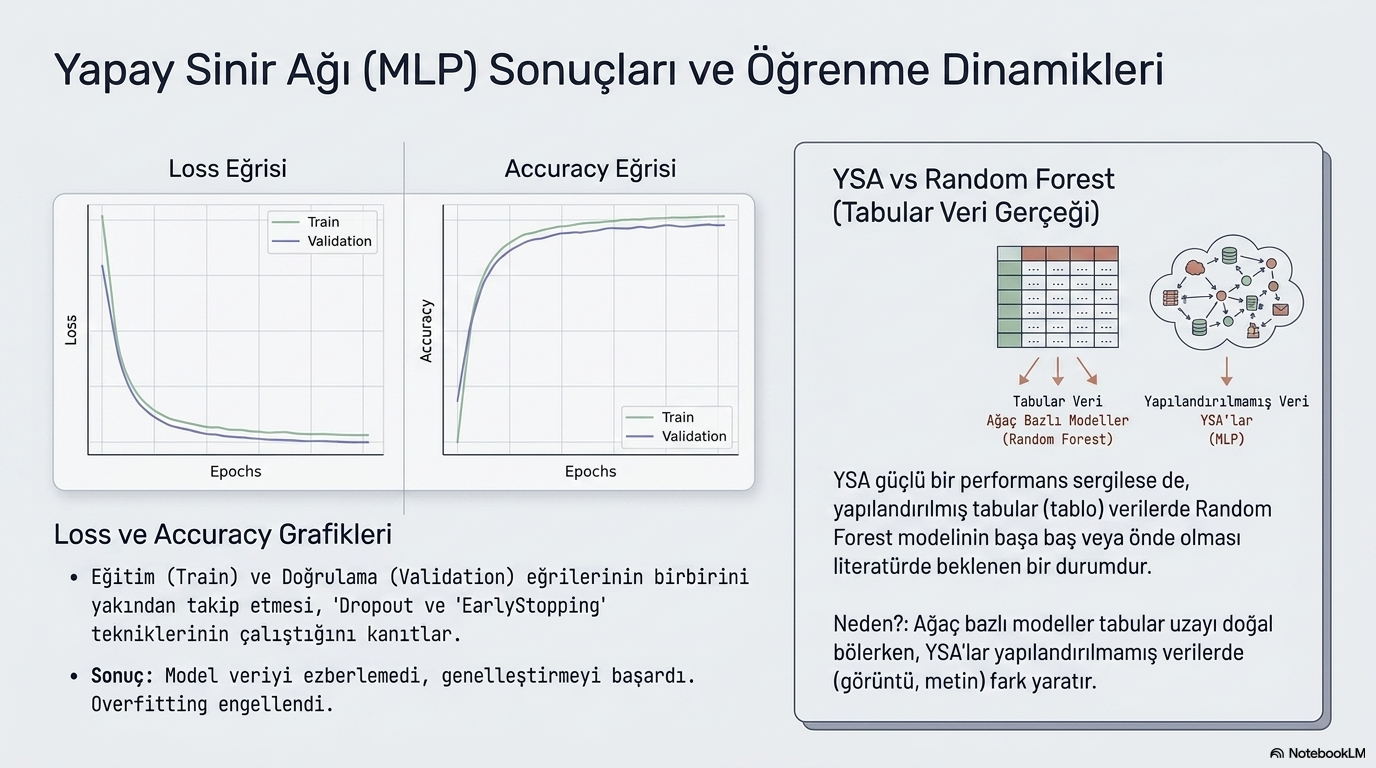 Yapay Sinir Ağı (MLP) Sonuçları ve Öğrenme Dinamikleri
Loss Eğrisi
Train
Validation
Loss
Epochs
Accuracy Eğrisi
Accuracy
Train
Validation
Epochs
Loss ve Accuracy Grafikleri
• Eğitim (Train) ve Doğrulama (Validation) eğrilerinin birbirini
yakından takip etmesi, 'Dropout ve 'EarlyStopping'
tekniklerinin çalıştığını kanıtlar.
• Sonuç: Model veriyi ezberlemedi, genelleştirmeyi başardı.
Overfitting engellendi.
YSA vs Random Forest
(Tabular Veri Gerçeği)
... ... ... ...
... ... ... ...
... ... ... ...
... ... ... ...
... ... ... ...
... ... ... ...
Tabular Veri
Ağaç Bazlı Modeller
(Random Forest)
Yapılandırılmamış Veri
YSA'lar
(MLP)
YSA güçlü bir performans sergilese de,
yapılandırılmış tabular (tablo) verilerde Random
Forest modelinin başa baş veya önde olması
literatürde beklenen bir durumdur.
Neden?: Ağaç bazlı modeller tabular uzayı doğal
bölerken, YSA'lar yapılandırılmamış verilerde
(görüntü, metin) fark yaratır.
NotebookLM